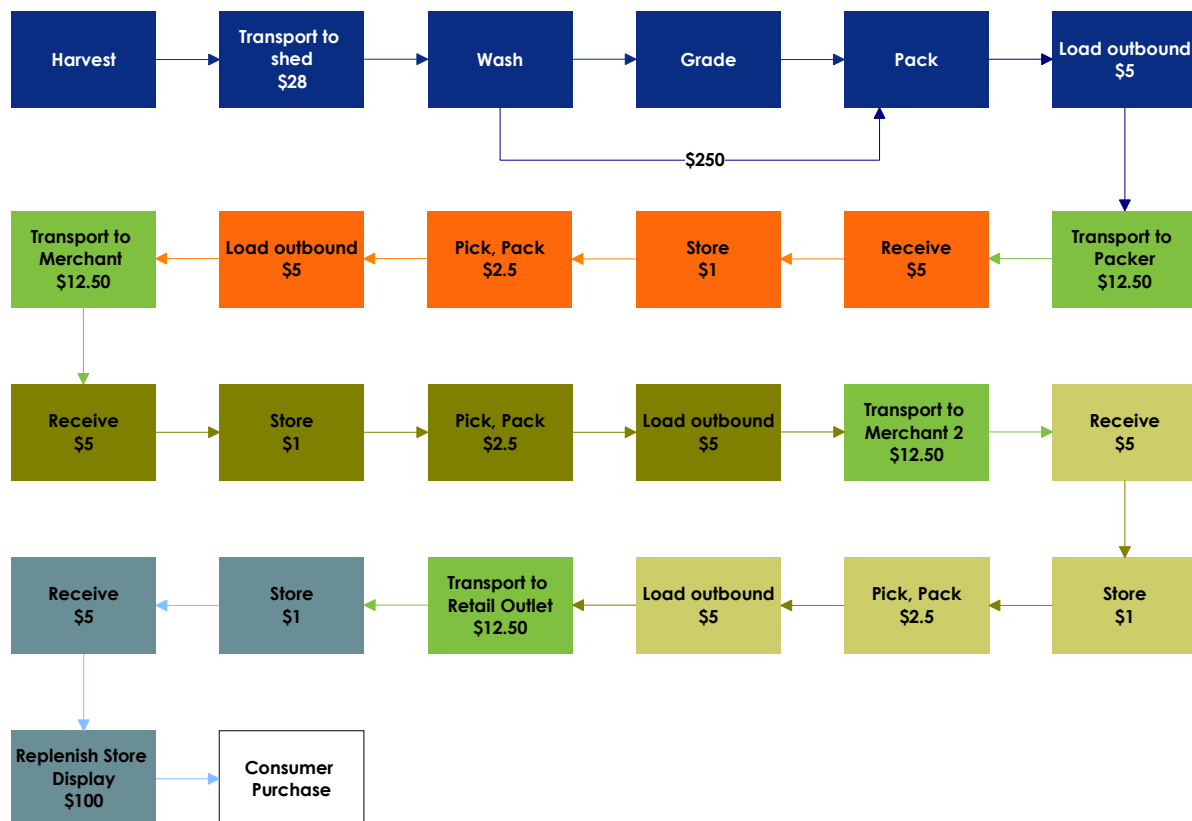 Harvest
Transport to
shed
$28
Wash
Grade
Pack
Load outbound
$5
$250
Transport to
Merchant
$12.50
Load outbound
$5
Pick, Pack
$2.5
Store
$1
Receive
$5
Transport to
Packer
$12.50
Receive
$5
Store
$1
Pick, Pack
$2.5
Load outbound
$5
Transport to
Merchant 2
$12.50
Receive
$5
Receive
$5
Store
$1
Transport to
Retail Outlet
$12.50
Load outbound
$5
Pick, Pack
$2.5
Store
$1
Replenish Store
Display
$100
Consumer
Purchase